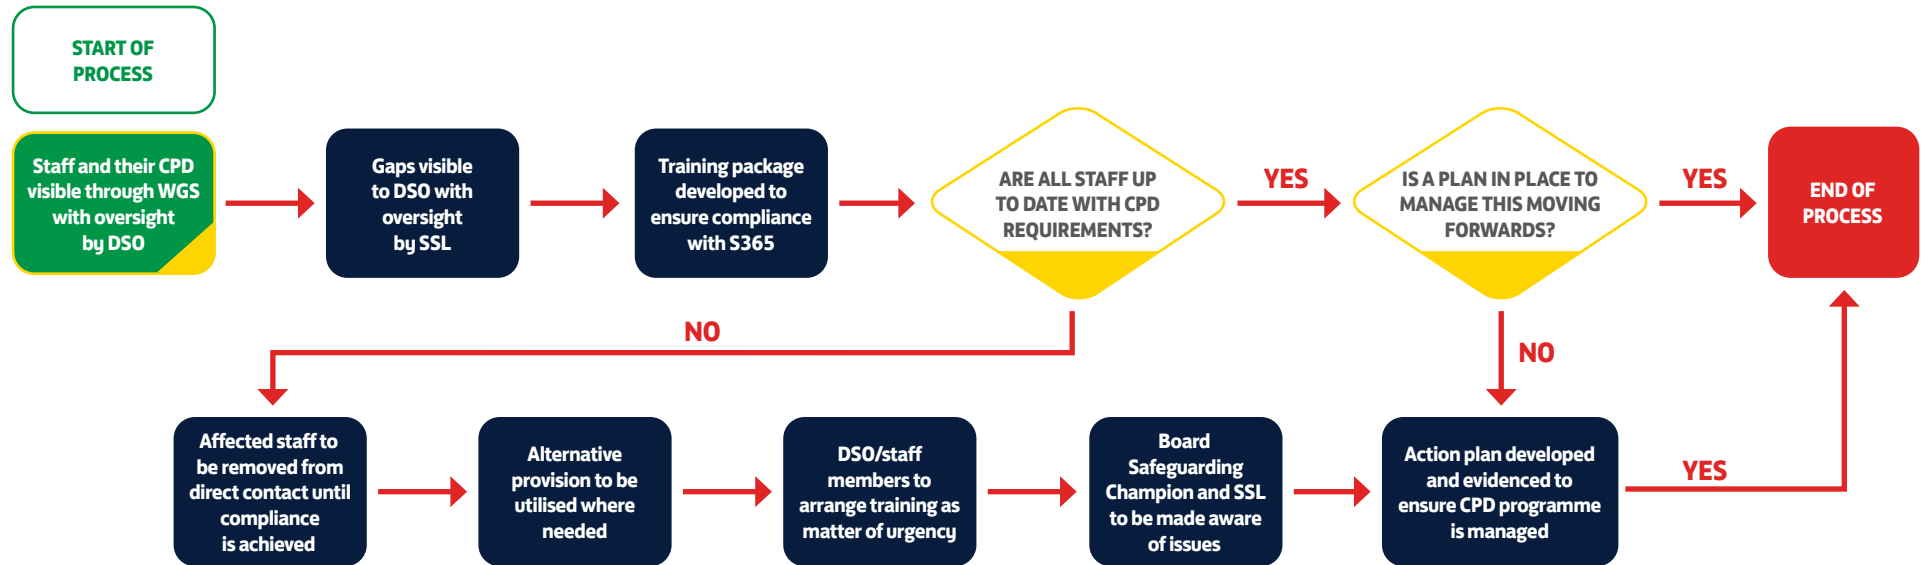 START OF
PROCESS
Staff and their CPD
visible through WGS
with oversight
by DSO
Gaps visible
to DSO with
oversight
by SSL
Training package
developed to
ensure compliance
with S365
ARE ALL STAFF UP
TO DATE WITH CPD
REQUIREMENTS?
YES
IS A PLAN IN PLACE TO
MANAGE THIS MOVING
FORWARDS?
YES
END OF
PROCESS
NO
NO
Affected staff to
be removed from
direct contact until
compliance
is achieved
Alternative
provision to be
utilised where
needed
DSO/staff
members to
arrange training as
matter of urgency
Board
Safeguarding
Champion and SSL
to be made aware
of issues
Action plan developed
and evidenced to
ensure CPD programme
is managed
YES